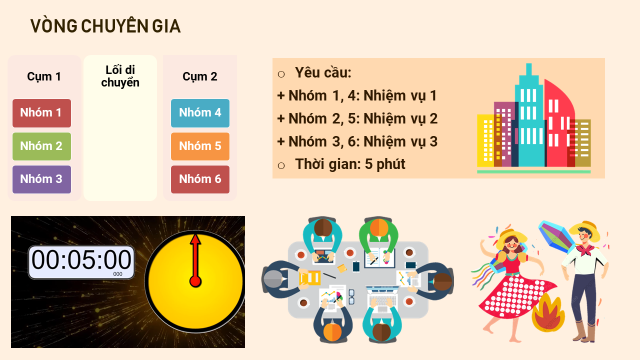 VÒNG CHUYÊN GIA
Cụm 1
Lối đi
chuyển
Cụm 2
Nhóm 1
Nhóm 2
Nhóm 3
Nhóm 4
Nhóm 5
Nhóm 6
○ Yêu cầu:
+ Nhóm 1, 4: Nhiệm vụ 1
+ Nhóm 2, 5: Nhiệm vụ 2
+ Nhóm 3, 6: Nhiệm vụ 3
○ Thời gian: 5 phút
00:05:00
000